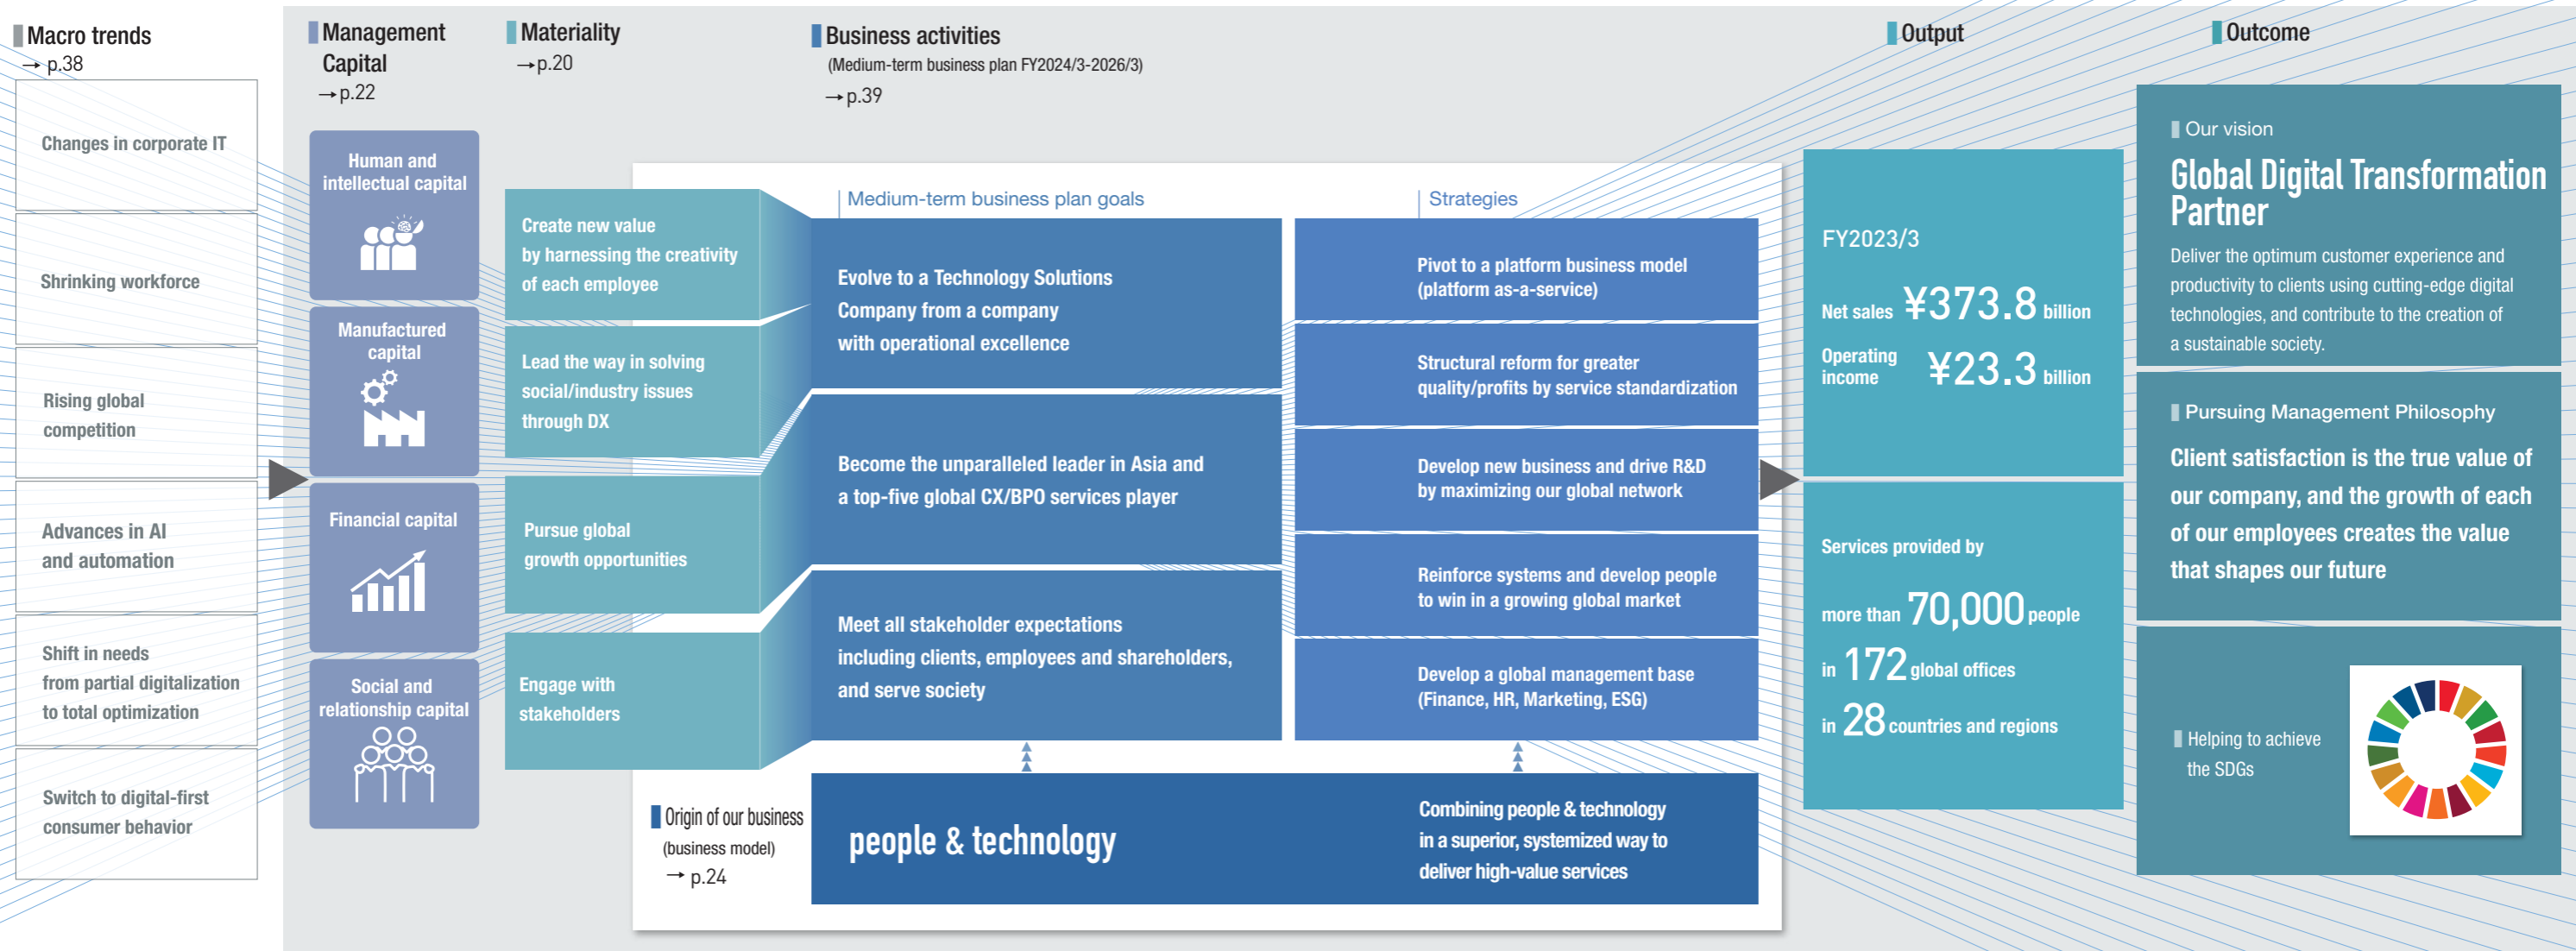 Macro trends
→ p.38
Changes in corporate IT
Shrinking workforce
Rising global
competition
Advances in AI
and automation
Shift in needs
from partial digitalization
to total optimization
Switch to digital-first
consumer behavior
Management
Capital
→p.22
Human and
intellectual capital
Manufactured
capital
Financial capital
Social and
relationship capital
Materiality
→p.20
Create new value
by harnessing the creativity
of each employee
Lead the way in solving
social/industry issues
through DX
Pursue global
growth opportunities
Engage with
stakeholders
Business activities
(Medium-term business plan FY2024/3-2026/3)
→p.39
Medium-term business plan goals
Evolve to a Technology Solutions
Company from a company
with operational excellence
Become the unparalleled leader in Asia and
a top-five global CX/BPO services player
Meet all stakeholder expectations
including clients, employees and shareholders,
and serve society
Strategies
Pivot to a platform business model
(platform as-a-service)
Structural reform for greater
quality/profits by service standardization
Develop new business and drive R&D
by maximizing our global network
Reinforce systems and develop people
to win in a growing global market
Develop a global management base
(Finance, HR, Marketing, ESG)
Origin of our business
(business model)
→ p.24
people & technology
Combining people & technology
in a superior, systemized way to
deliver high-value services
Output
FY2023/3
Net sales ¥373.8 billion
Operating
income ¥23.3 billion
Services provided by
more than 70,000 people
in 172 global offices
in 28 countries and regions
Outcome
Our vision
Global Digital Transformation
Partner
Deliver the optimum customer experience and
productivity to clients using cutting-edge digital
technologies, and contribute to the creation of
a sustainable society.
Pursuing Management Philosophy
Client satisfaction is the true value of
our company, and the growth of each
of our employees creates the value
that shapes our future
Helping to achieve
the SDGs